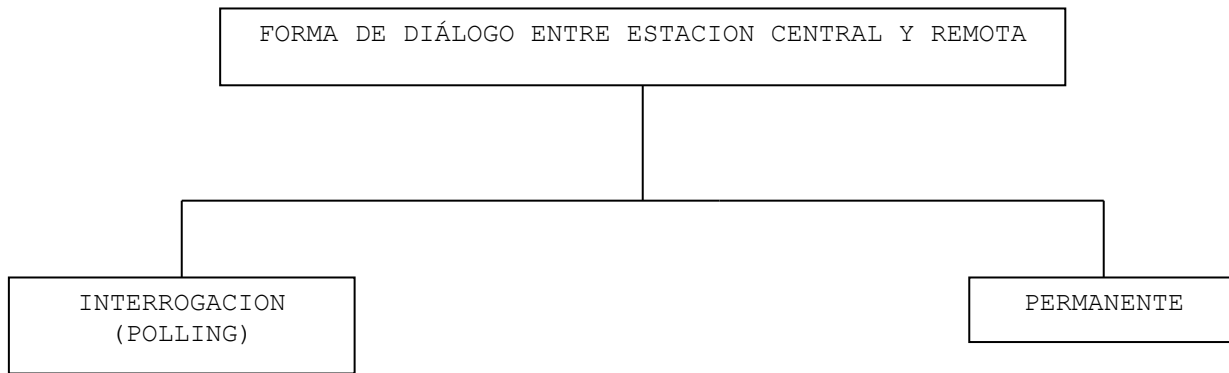 FORMA DE DIÁLOGO ENTRE ESTACION CENTRAL Y REMOTA
INTERROGACION
(POLLING)
PERMANENTE